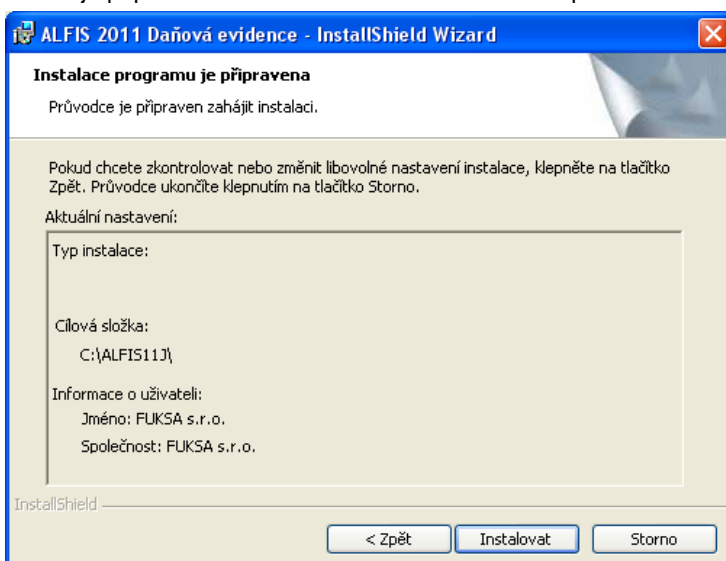 ALFIS 2011 Daňová evidence - InstallShield Wizard
Instalace programu je připravena
Průvodce je připraven zahájit instalaci.
Pokud chcete zkontrolovat nebo změnit libovolné nastavení instalace, klepněte na tlačítko
Zpět. Průvodce ukončíte klepnutím na tlačítko Storno.
Aktuální nastavení:
Typ instalace:
Cílová složka:
C:\ALFIS11J\
Informace o uživateli:
Jméno: FUKSA s.r.o.
Společnost: FUKSA s.r.o.
InstallShield
< Zpět
Instalovat
Storno